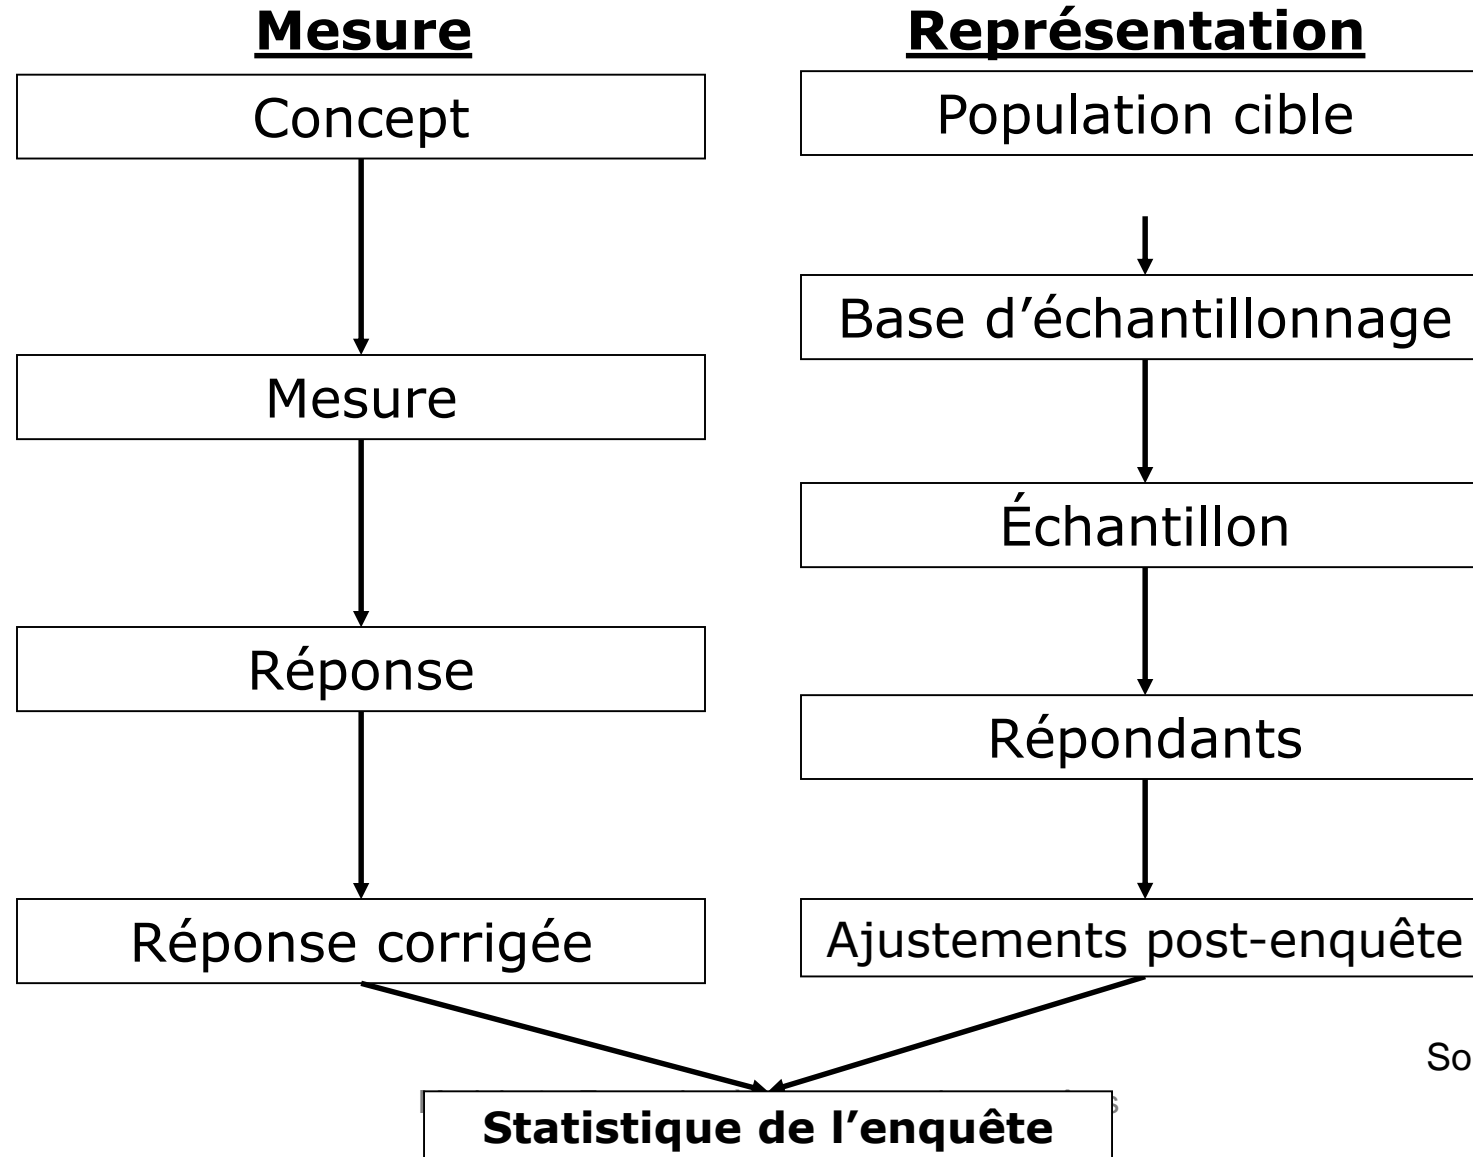 Mesure
Concept
Mesure
Réponse
Réponse corrigée
Représentation
Population cible
Base d’échantillonnage
Échantillon
Répondants
Ajustements post-enquête
So
Statistique de l’enquête